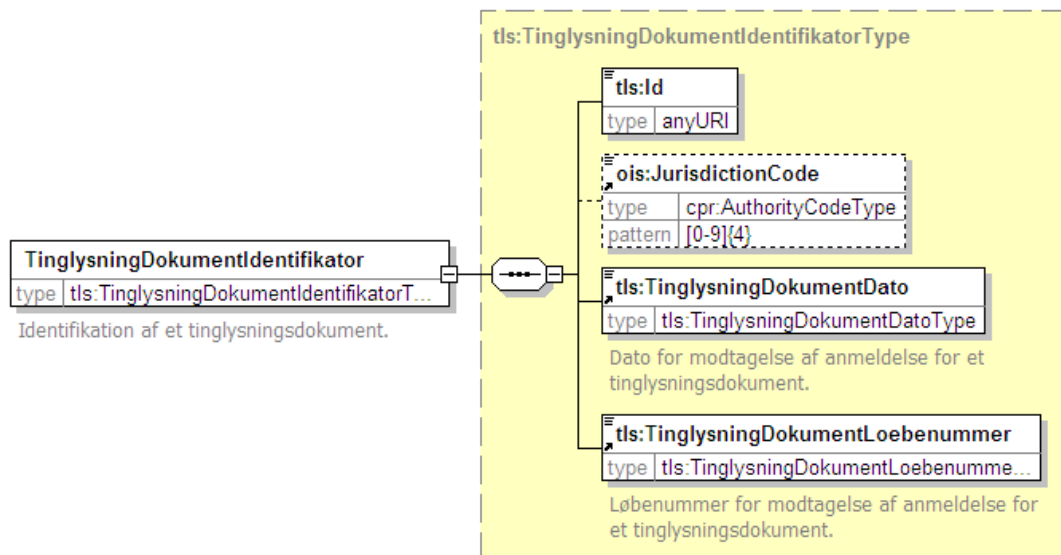 tls:TinglysningDokumentIdentifikatorType
tls:Id
type anyURI
ois:JurisdictionCode
type cpr:AuthorityCodeType
pattern [0-9]{4}
TinglysningDokumentIdentifikator
type tls:TinglysningDokumentIdentifikatorT...
Identifikation af et tinglysningsdokument.
tls:TinglysningDokumentDato
type tls:TinglysningDokumentDatoType
Dato for modtagelse af anmeldelse for et
tinglysningsdokument.
tls:TinglysningDokumentLoebenummer
type tls:TinglysningDokumentLoebenumme...
Løbenummer for modtagelse af anmeldelse for
et tinglysningsdokument.